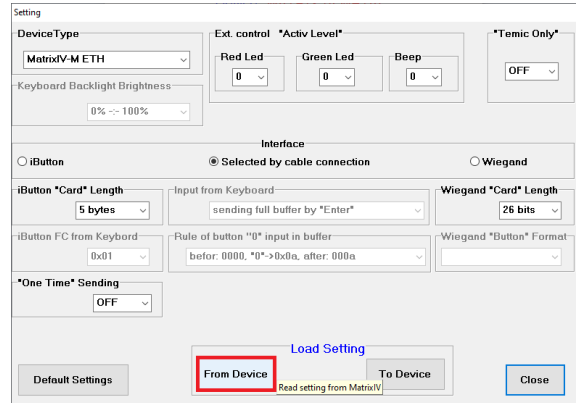 Setting
DeviceType
MatrixIV-M ETH
Ext. control "Activ Level"
Red Led
0
Green Led
0
Beep
0
"Temic Only"
OFF
Keyboard Backlight Brightness
0% -:- 100%
Interface
iButton
Selected by cable connection
Wiegand
iButton "Card" Length
5 bytes
Input from Keyboard
sending full buffer by "Enter"
Wiegand "Card" Length
26 bits
iButton FC from Keybord
0x01
Rule of button "0" input in buffer
befor: 0000, "0"->0x0a, after: 000a
Wiegand "Button" Format
"One Time" Sending
OFF
Load Setting
Default Settings
From Device
Read setting from MatrixIV
To Device
Close